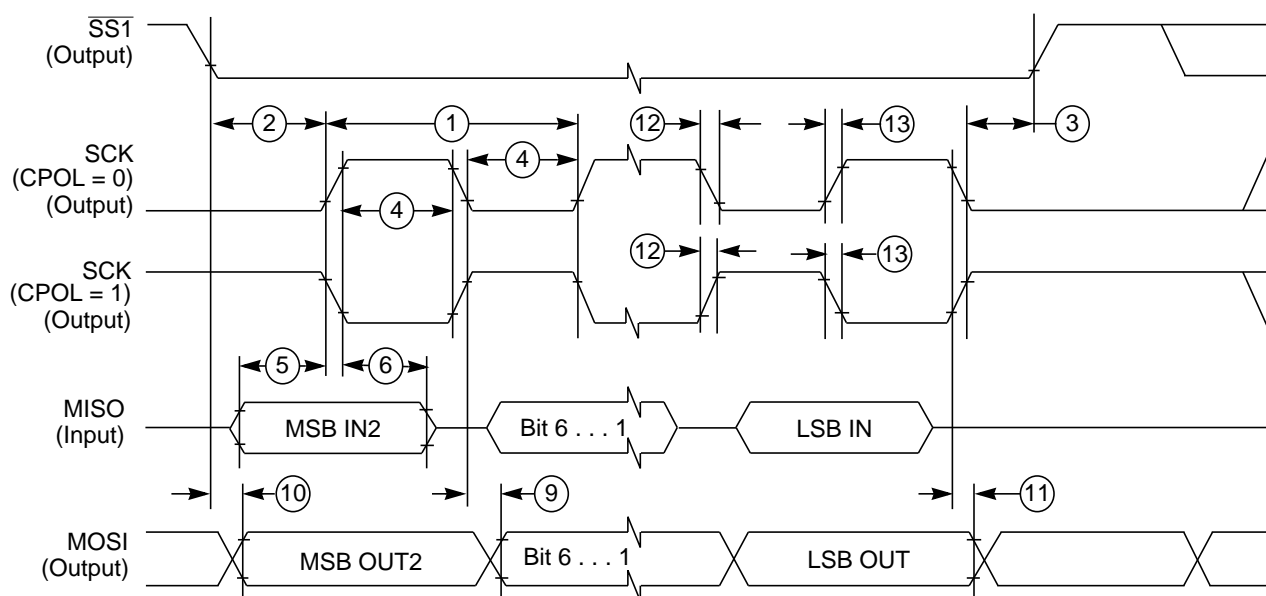 SS1
(Output)
2
1
12
13
3
SCK
(CPOL = 0)
(Output)
4
4
SCK
(CPOL = 1)
(Output)
12
13
5
6
MISO
(Input)
MSB IN2
Bit 6 . . . 1
LSB IN
10
9
11
MOSI
(Output)
MSB OUT2
Bit 6 . . . 1
LSB OUT